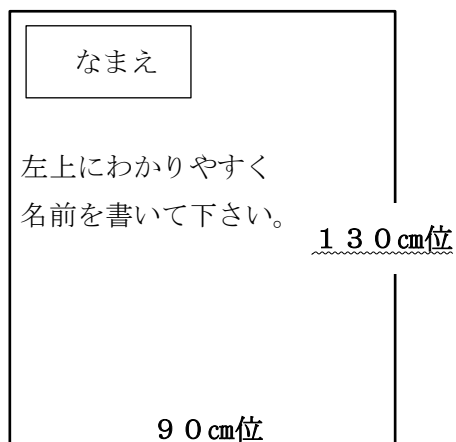 なまえ
左上にわかりやすく
名前を書いて下さい。
１３０㎝位
９０㎝位